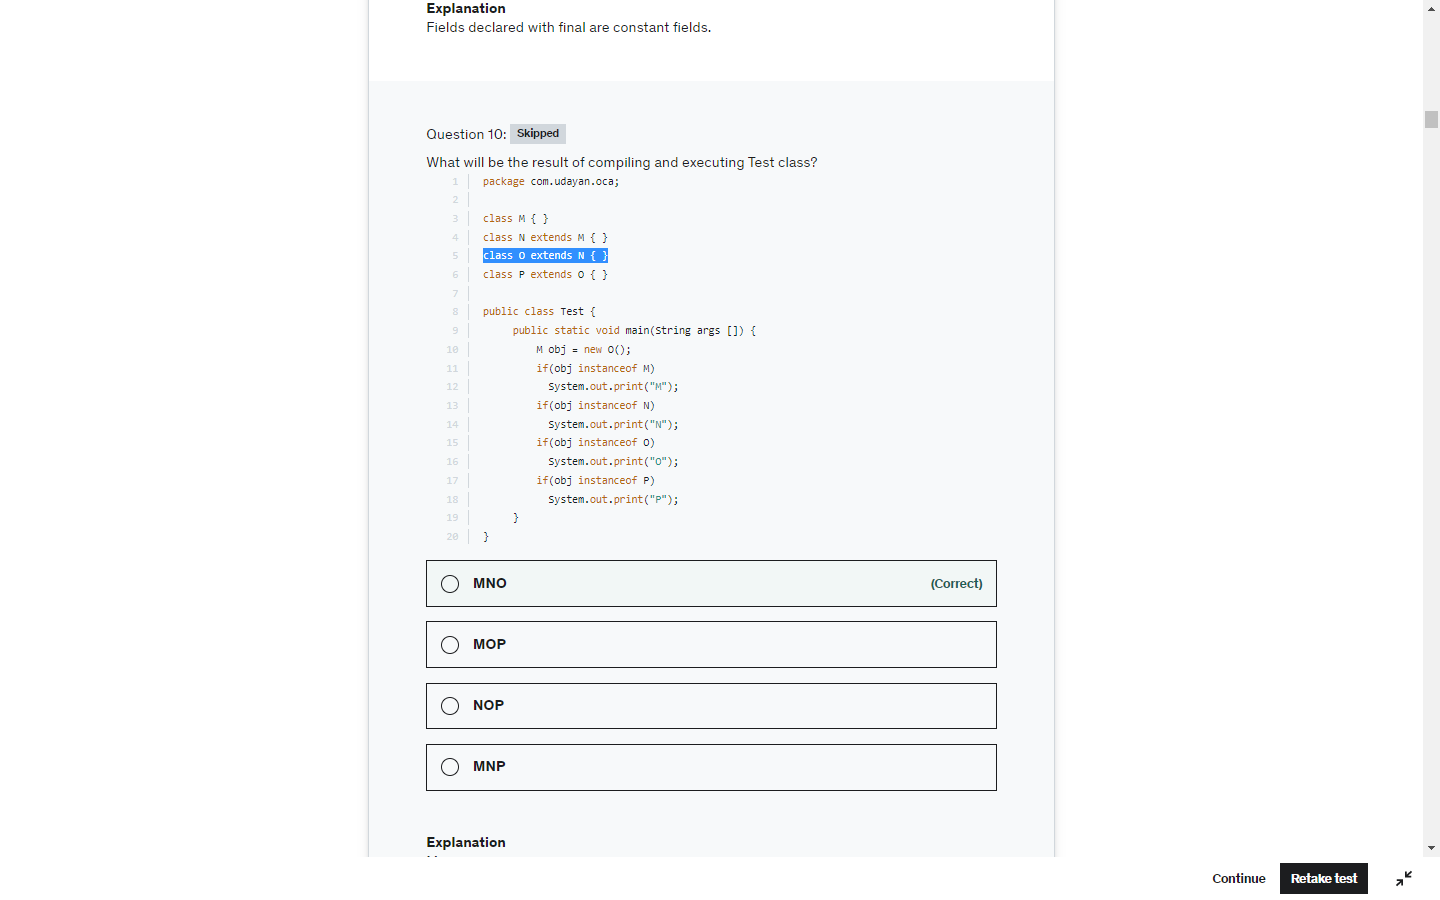 Explanation
Fields declared with final are constant fields.
Question 10: Skipped
What will be the result of compiling and executing Test class?
1 package com.udayan.oca;
2
3 class M { }
4 class N extends M { }
5 class O extends N { }
6 class P extends O { }
7
8 public class Test {
9 public static void main(String args []) {
10 M obj = new O();
11 if(obj instanceof M)
12 System.out.print("M");
13 if(obj instanceof N)
14 System.out.print("N");
15 if(obj instanceof O)
16 System.out.print("O");
17 if(obj instanceof P)
18 System.out.print("P");
19 }
20 }
MNO (Correct)
MOP
NOP
MNP
Explanation
Continue Retake test